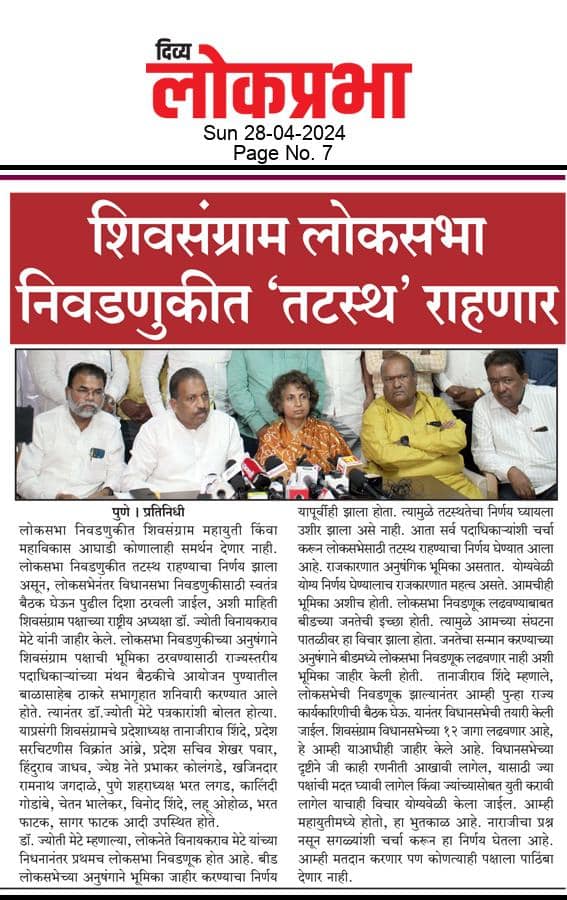 दिव्य
लोकप्रभा
Sun 28-04-2024
Page No. 7
शिवसंग्राम लोकसभा
निवडणुकीत ‘तटस्थ’ राहणार
पुणे । प्रतिनिधी
लोकसभा निवडणुकीत शिवसंग्राम महायुती किंवा
महाविकास आघाडी कोणालाही समर्थन देणार नाही.
लोकसभा निवडणुकीत तटस्थ राहण्याचा निर्णय झाला
असून, लोकसभेनंतर विधानसभा निवडणुकीसाठी स्वतंत्र
बैठक घेऊन पुढील दिशा ठरवली जाईल, अशी माहिती
शिवसंग्राम पक्षाच्या राष्ट्रीय अध्यक्षा डॉ. ज्योती विनायकराव
मेटे यांनी जाहीर केले. लोकसभा निवडणुकीच्या अनुषंगाने
शिवसंग्राम पक्षाची भूमिका ठरवण्यासाठी राज्यस्तरीय
पदाधिकाऱ्यांच्या मंथन बैठकीचे आयोजन पुण्यातील
बाळासाहेब ठाकरे सभागृहात शनिवारी करण्यात आले
होते. त्यानंतर डॉ.ज्योती मेटे पत्रकारांशी बोलत होत्या.
याप्रसंगी शिवसंग्रामचे प्रदेशाध्यक्ष तानाजीराव शिंदे, प्रदेश
सरचिटणीस विक्रांत आंब्रे, प्रदेश सचिव शेखर पवार,
हिंदुराव जाधव, ज्येष्ठ नेते प्रभाकर कोलंगडे, खजिनदार
रामनाथ जगदाळे, पुणे शहराध्यक्ष भरत लगड, कालिंदी
गोडांबे, चेतन भालेकर, विनोद शिंदे, लहू ओहोळ, भरत
फाटक, सागर फाटक आदी उपस्थित होते.
डॉ. ज्योती मेटे म्हणाल्या, लोकनेते विनायकराव मेटे यांच्या
निधनानंतर प्रथमच लोकसभा निवडणूक होत आहे. बीड
लोकसभेच्या अनुषंगाने भूमिका जाहीर करण्याचा निर्णय
यापूर्वीही झाला होता. त्यामुळे तटस्थतेचा निर्णय घ्यायला
उशीर झाला असे नाही. आता सर्व पदाधिकाऱ्यांशी चर्चा
करून लोकसभेसाठी तटस्थ राहण्याचा निर्णय घेण्यात आला
आहे. राजकारणात अनुषंगिक भूमिका असतात. योग्यवेळी
योग्य निर्णय घेण्यालाच राजकारणात महत्व असते. आमचीही
भूमिका अशीच होती. लोकसभा निवडणूक लढवण्याबाबत
बीडच्या जनतेची इच्छा होती. त्यामुळे आमच्या संघटना
पातळीवर हा विचार झाला होता. जनतेचा सन्मान करण्याच्या
अनुषंगाने बीडमध्ये लोकसभा निवडणूक लढवणार नाही अशी
भूमिका जाहीर केली होती. तानाजीराव शिंदे म्हणाले,
लोकसभेची निवडणूक झाल्यानंतर आम्ही पुन्हा राज्य
कार्यकारिणीची बैठक घेऊ. यानंतर विधानसभेची तयारी केली
जाईल. शिवसंग्राम विधानसभेच्या १२ जागा लढवणार आहे,
हे आम्ही याआधीही जाहीर केले आहे. विधानसभेच्या
दृष्टीने जी काही रणनीती आखावी लागेल, यासाठी ज्या
पक्षांची मदत घ्यावी लागेल किंवा ज्यांच्यासोबत युती करावी
लागेल याचाही विचार योग्यवेळी केला जाईल. आम्ही
महायुतीमध्ये होतो, हा भुतकाळ आहे. नाराजीचा प्रश्न
नसून सगळ्यांशी चर्चा करून हा निर्णय घेतला आहे.
आम्ही मतदान करणार पण कोणत्याही पक्षाला पाठिंबा
देणार नाही.